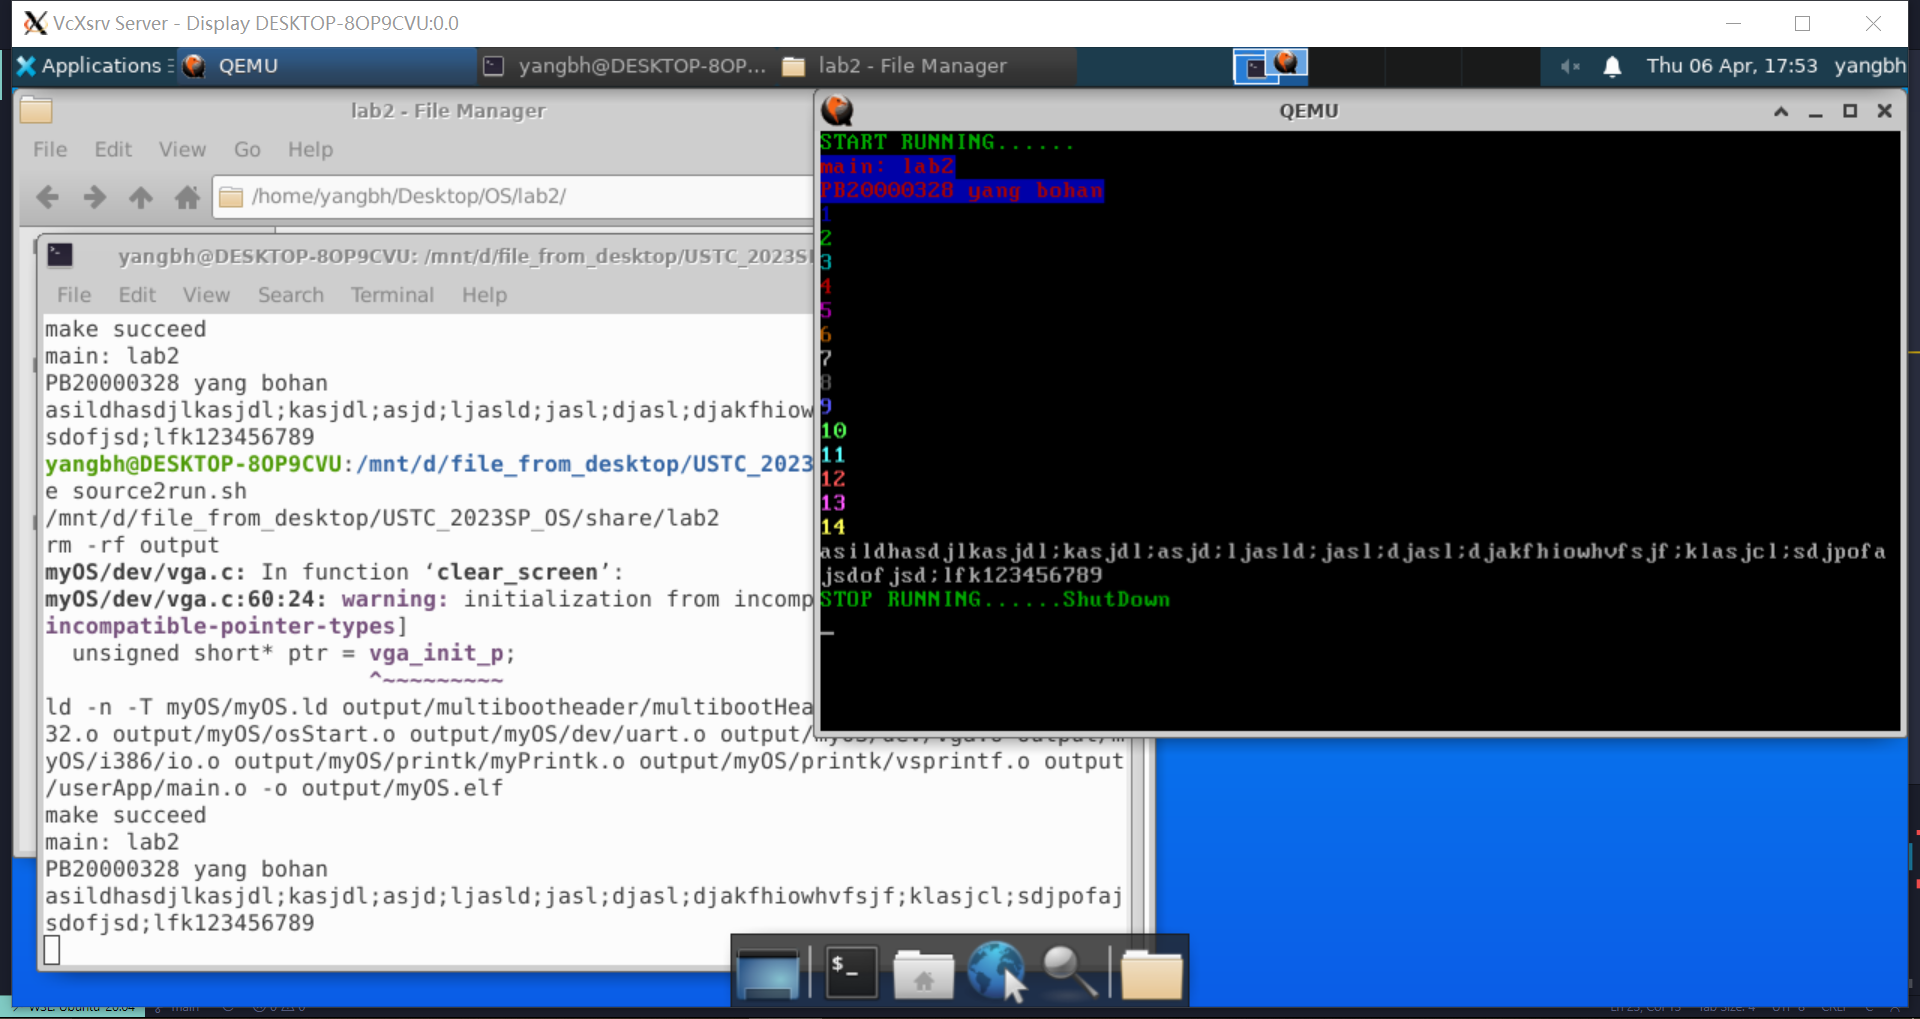 VcXsrv Server - Display DESKTOP-8OP9CVU:0.0
Applications
QEMU
yangbh@DESKTOP-8OP...
lab2 - File Manager
Thu 06 Apr, 17:53
yangbh
lab2 - File Manager
File Edit View Go Help
/home/yangbh/Desktop/OS/lab2/
yangbh@DESKTOP-8OP9CVU: /mnt/d/file_from_desktop/USTC_2023S
File Edit View Search Terminal Help
make succeed
main: lab2
PB20000328 yang bohan
asildhasdjlkasjdl;kasjdl;asjd;ljasld;jasl;djasl;djakfhiow
sdofjsd;lfk123456789
yangbh@DESKTOP-8OP9CVU:/mnt/d/file_from_desktop/USTC_2023
e source2run.sh
/mnt/d/file_from_desktop/USTC_2023SP_OS/share/lab2
rm -rf output
myOS/dev/vga.c: In function ‘clear_screen’:
myOS/dev/vga.c:60:24: warning: initialization from incomp
incompatible-pointer-types]
unsigned short* ptr = vga_init_p;
^~~~~~~~~~
ld -n -T myOS/myOS.ld output/multibootheader/multibootHea
32.o output/myOS/osStart.o output/myOS/dev/uart.o output/myOS/dev/vga.o output/m
yOS/i386/io.o output/myOS/printk/myPrintk.o output/myOS/printk/vsprintf.o output
/userApp/main.o -o output/myOS.elf
make succeed
main: lab2
PB20000328 yang bohan
asildhasdjlkasjdl;kasjdl;asjd;ljasld;jasl;djasl;djakfhiowhvfsjf;klasjcl;sdjpofaj
sdofjsd;lfk123456789
QEMU
START RUNNING......
main: lab2
PB20000328 yang bohan
1
2
3
4
5
6
7
8
9
10
11
12
13
14
asildhasdjlkasjdl;kasjdl;asjd;ljasld;jasl;djasl;djakfhiowhvfsjf;klasjcl;sdjpofa
jsdofjsd;lfk123456789
STOP RUNNING......ShutDown
$_